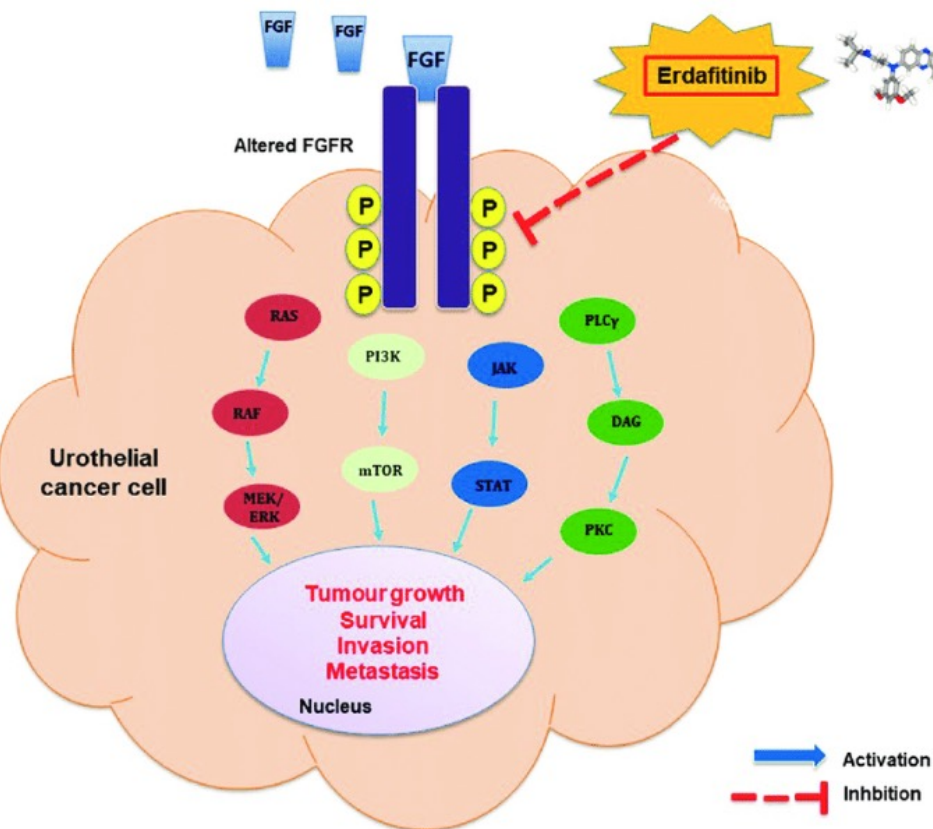 FGF
FGF
FGF
Erdafitinib
Altered FGFR
P
P
P
P
P
P
RAS
PI3K
JAK
PLCγ
RAF
DAG
Urothelial
cancer cell
mTOR
STAT
MEK/
ERK
PKC
Tumour growth
Survival
Invasion
Metastasis
Nucleus
Activation
Inhbition